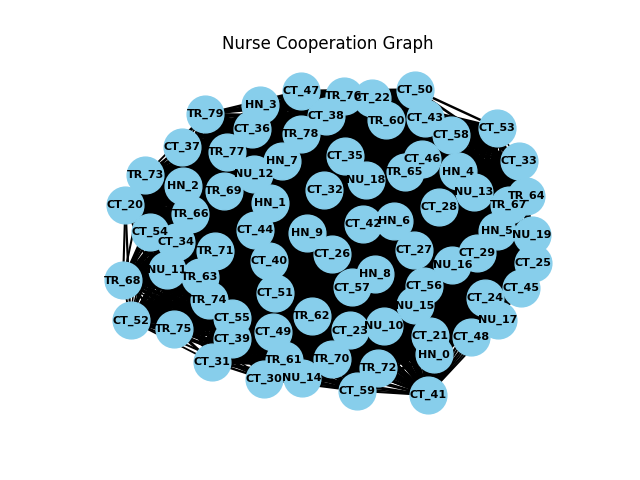 Nurse Cooperation Graph
CT_47
TR_76
CT_22
CT_50
HN_3
TR_79
CT_38
CT_43
TR_60
CT_36
CT_53
TR_78
CT_58
CT_37
TR_77
CT_35
CT_46
CT_33
HN_7
TR_73
NU_12
TR_65
HN_4
NU_18
HN_2
TR_69
CT_32
NU_13
TR_64
HN_1
CT_20
TR_67
CT_28
TR_66
HN_6
CT_42
CT_54
CT_44
HN_9
HN_5
NU_19
CT_34
TR_71
CT_27
CT_26
CT_29
CT_40
NU_16
CT_25
NU_11
HN_8
TR_63
TR_68
CT_56
CT_57
CT_45
CT_51
CT_24
TR_74
NU_15
TR_62
CT_55
CT_52
NU_17
NU_10
TR_75
CT_49
CT_23
CT_21
CT_48
CT_39
HN_0
TR_61
TR_70
CT_31
TR_72
CT_30
NU_14
CT_59
CT_41